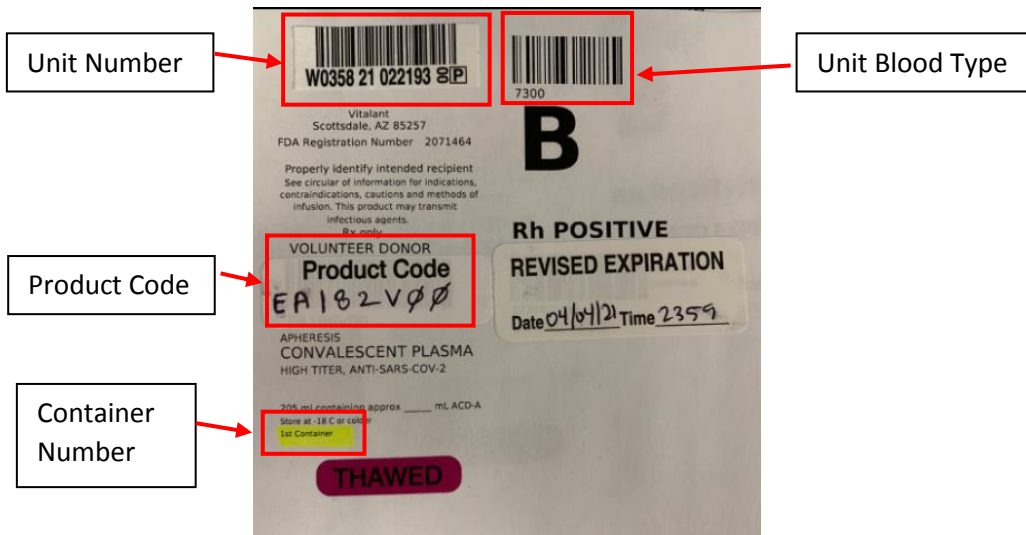 Unit Number
W0358 21 022193 00 P
7300
Unit Blood Type
Vitalant
Scottsdale, AZ 85257
FDA Registration Number 2071464
B
Properly identify intended recipient
See circular of information for indications,
contraindications, cautions and methods of
infusion. This product may transmit
infectious agents.
Rx only
VOLUNTEER DONOR
Rh POSITIVE
Product Code
Product Code
EA182VØØ
REVISED EXPIRATION
Date 04/04/21 Time 2359
APHERESIS
CONVALESCENT PLASMA
HIGH TITER, ANTI-SARS-COV-2
Container
Number
205 ml containing approx _____ mL ACD-A
Store at -18 C or colder
1st Container
THAWED